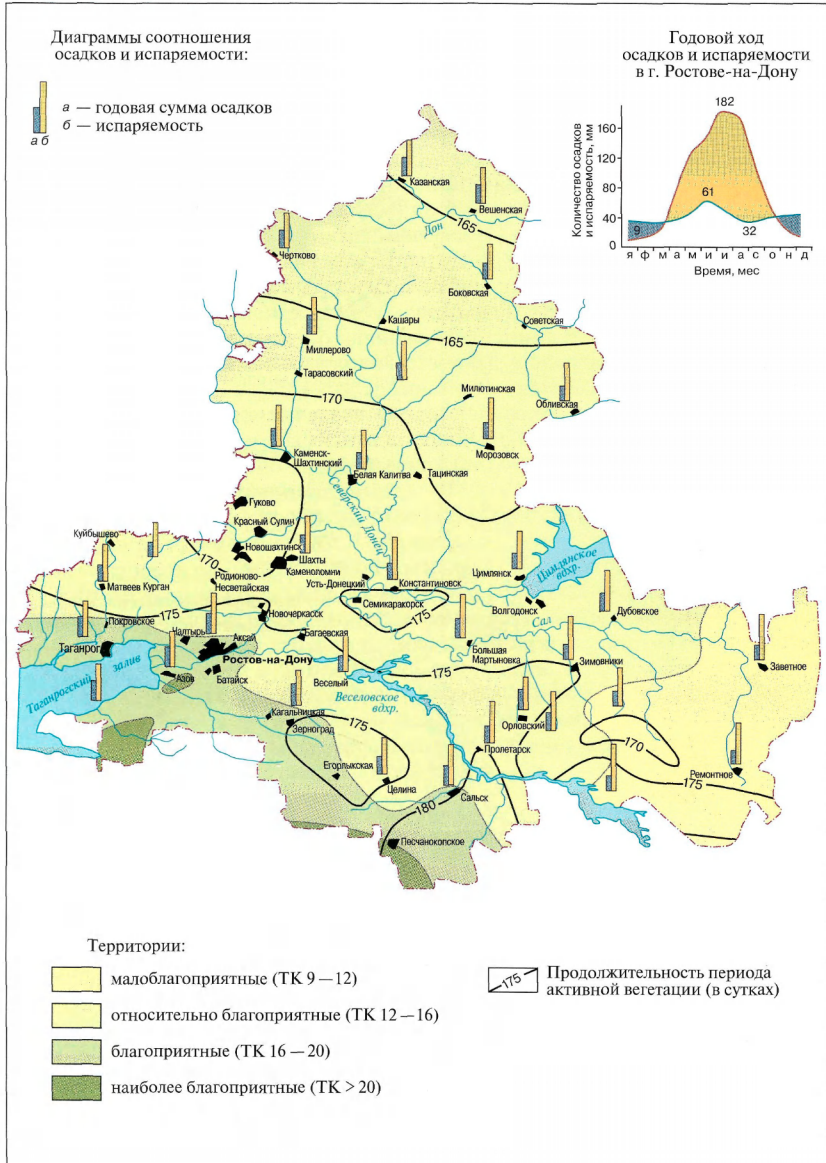 Диаграммы соотношения
осадков и испаряемости:
а — годовая сумма осадков
б — испаряемость
а б
Годовой ход
осадков и испаряемости
в г. Ростове-на-Дону
Количество осадков
и испаряемость, мм
160
120
80
40
0
182
61
9
32
я ф м а м и и а с о н д
Время, мес
Казанская
Вешенская
165
Дон
Чертково
Боковская
Кашары
Советская
Миллерово
165
Тарасовский
170
Милютинская
Обливская
Каменск-
Шахтинский
Морозовск
Белая Калитва
Тацинская
Северский Донец
Гуково
Красный Сулин
Куйбышево
Новошахтинск
Шахты
170
Каменоломни
Матвеев Курган
Родионово-
Несветайская
Усть-Донецкий
Константиновск
Цимлянск
Цимлянское
вдхр.
175
Семикаракорск
Волгодонск
Дубовское
Покровское
Новочеркасск
175
Сал
Таганрог
Чалтырь
Аксай
Багаевская
Большая
Мартыновка
Зимовники
Заветное
Ростов-на-Дону
Таганрогский залив
Азов
Батайск
Веселый
175
Веселовское
вдхр.
Кагальницкая
Зерноград
175
Орловский
Пролетарск
170
Егорлыкская
Целина
Ремонтное
175
Сальск
180
Песчанокопское
Территории:
малоблагоприятные (ТК 9 — 12)
относительно благоприятные (ТК 12 — 16)
благоприятные (ТК 16 — 20)
наиболее благоприятные (ТК > 20)
175
Продолжительность периода
активной вегетации (в сутках)